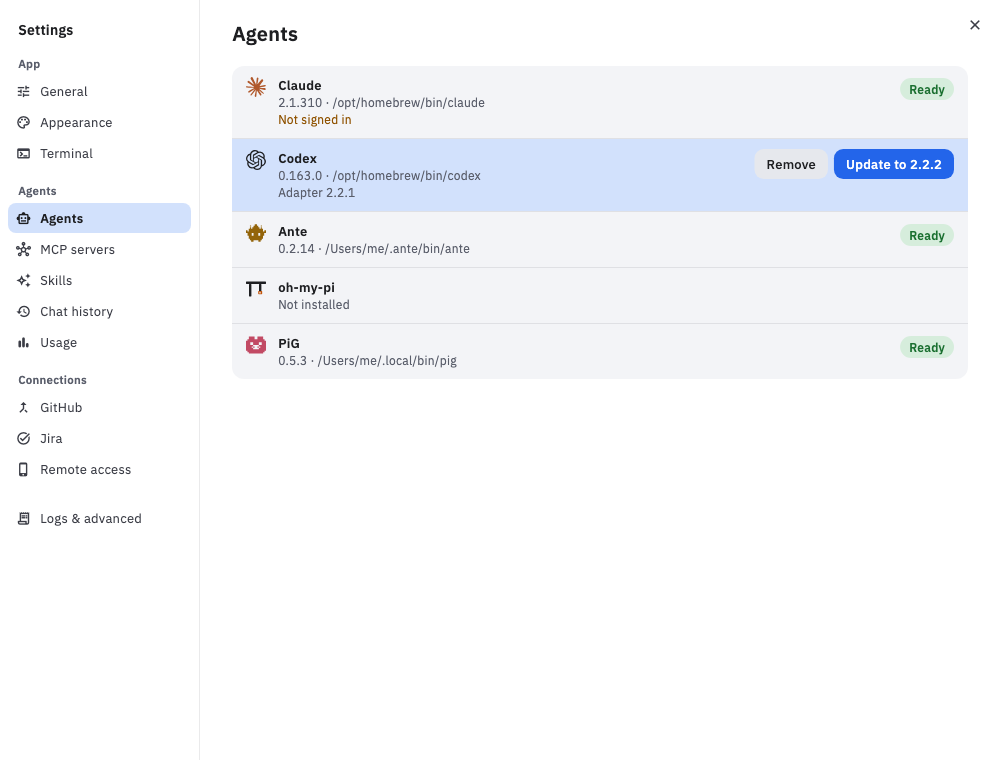 Settings
App
General
Appearance
Terminal
Agents
Agents
MCP servers
Skills
Chat history
Usage
Connections
GitHub
Jira
Remote access
Logs & advanced
Agents
Claude
2.1.310 · /opt/homebrew/bin/claude
Not signed in
Ready
Codex
0.163.0 · /opt/homebrew/bin/codex
Adapter 2.2.1
Remove
Update to 2.2.2
Ante
0.2.14 · /Users/me/.ante/bin/ante
Ready
oh-my-pi
Not installed
PiG
0.5.3 · /Users/me/.local/bin/pig
Ready